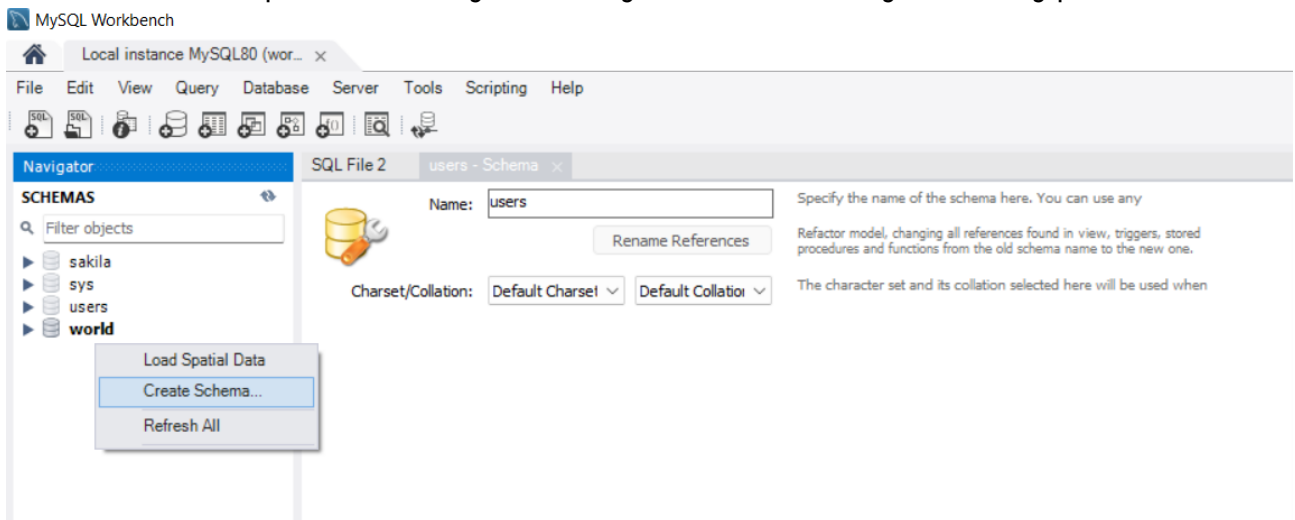 MySQL Workbench
Local instance MySQL80 (wor...
File Edit View Query Database Server Tools Scripting Help
Navigator
SQL File 2
users - Schema
SCHEMAS
Name:
users
Specify the name of the schema here. You can use any
Filter objects
Rename References
Refactor model, changing all references found in view, triggers, stored
procedures and functions from the old schema name to the new one.
sakila
sys
Charset/Collation:
Default Charset
Default Collation
The character set and its collation selected here will be used when
users
world
Load Spatial Data
Create Schema...
Refresh All